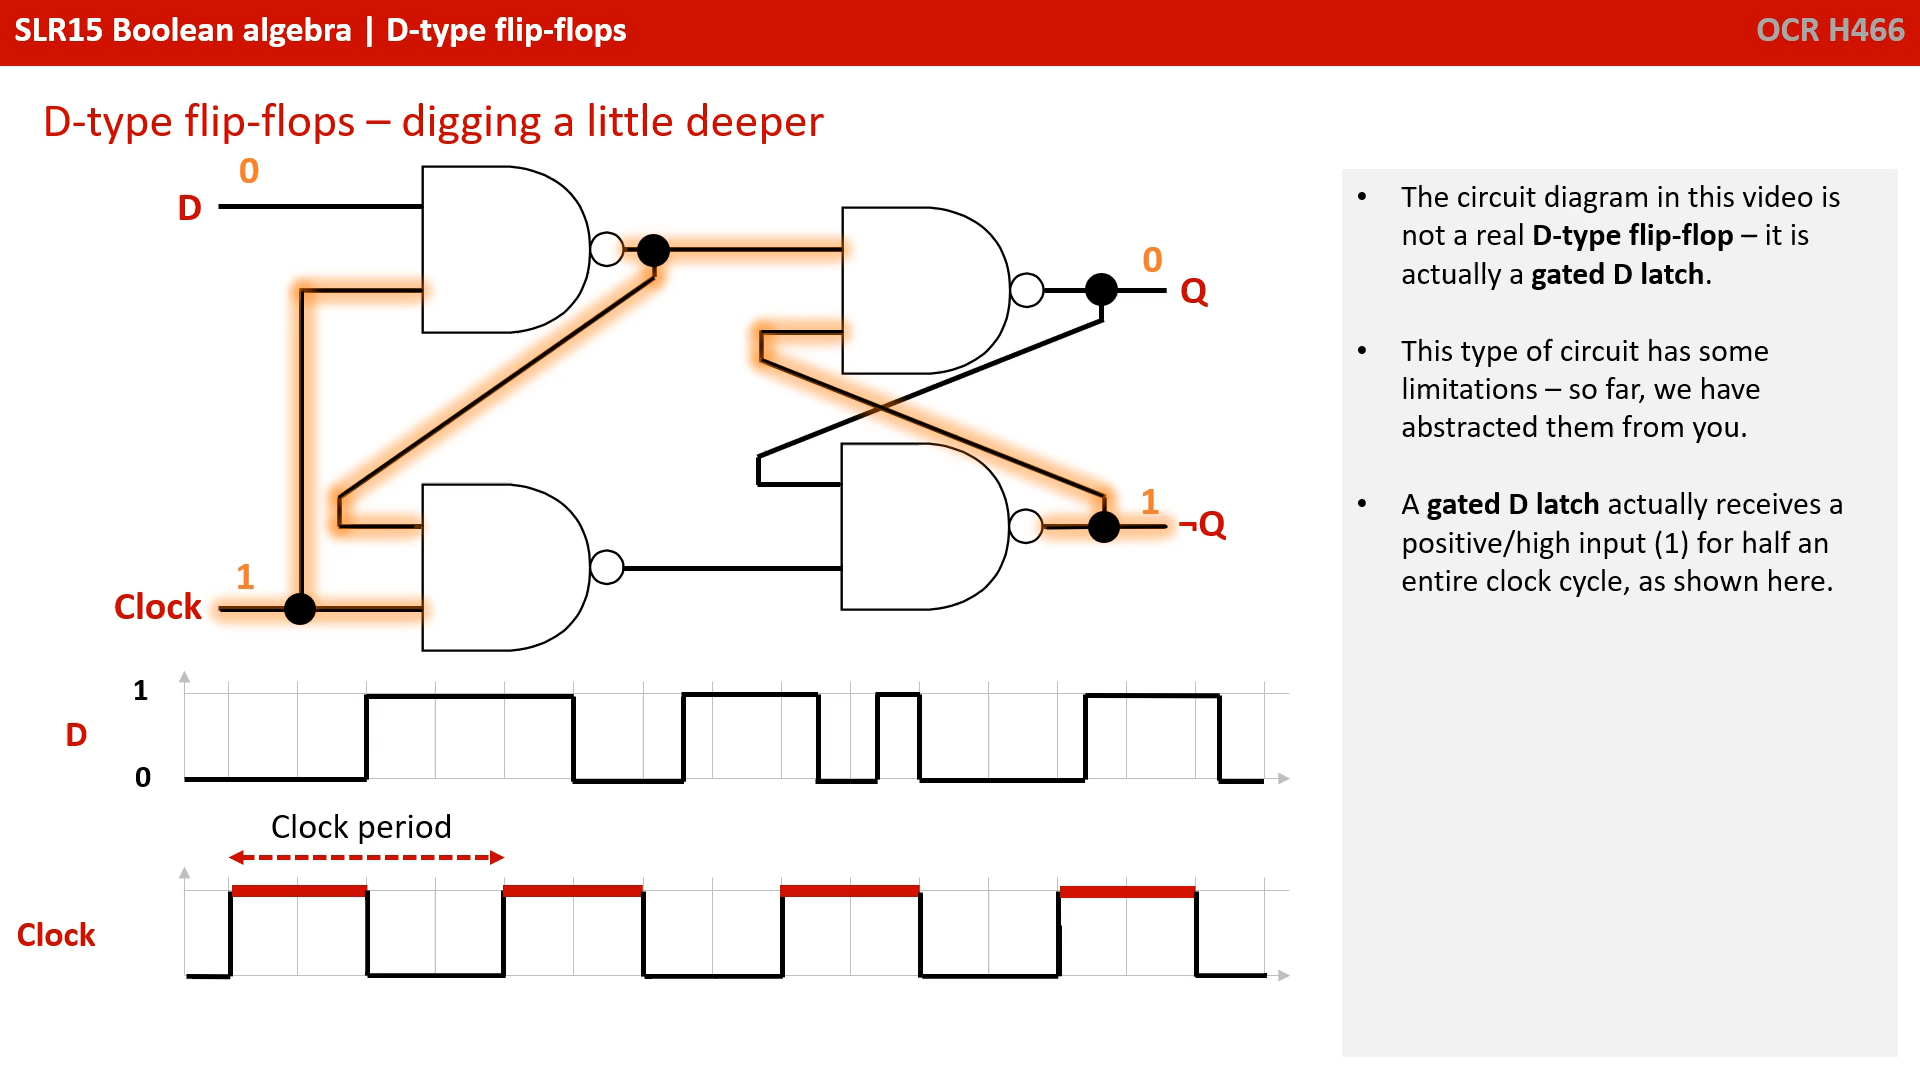 SLR15 Boolean algebra | D-type flip-flops
OCR H466
D-type flip-flops – digging a little deeper
0
D
0
Q
1
¬Q
1
Clock
• The circuit diagram in this video is
not a real D-type flip-flop – it is
actually a gated D latch.
• This type of circuit has some
limitations – so far, we have
abstracted them from you.
• A gated D latch actually receives a
positive/high input (1) for half an
entire clock cycle, as shown here.
1
D
0
Clock period
Clock